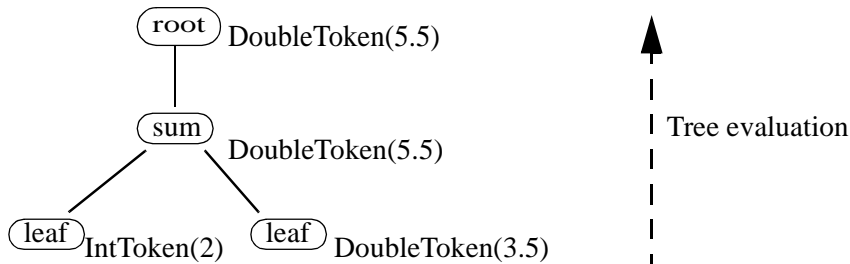 root
DoubleToken(5.5)
sum
Tree evaluation
DoubleToken(5.5)
leaf
IntToken(2)
leaf
DoubleToken(3.5)